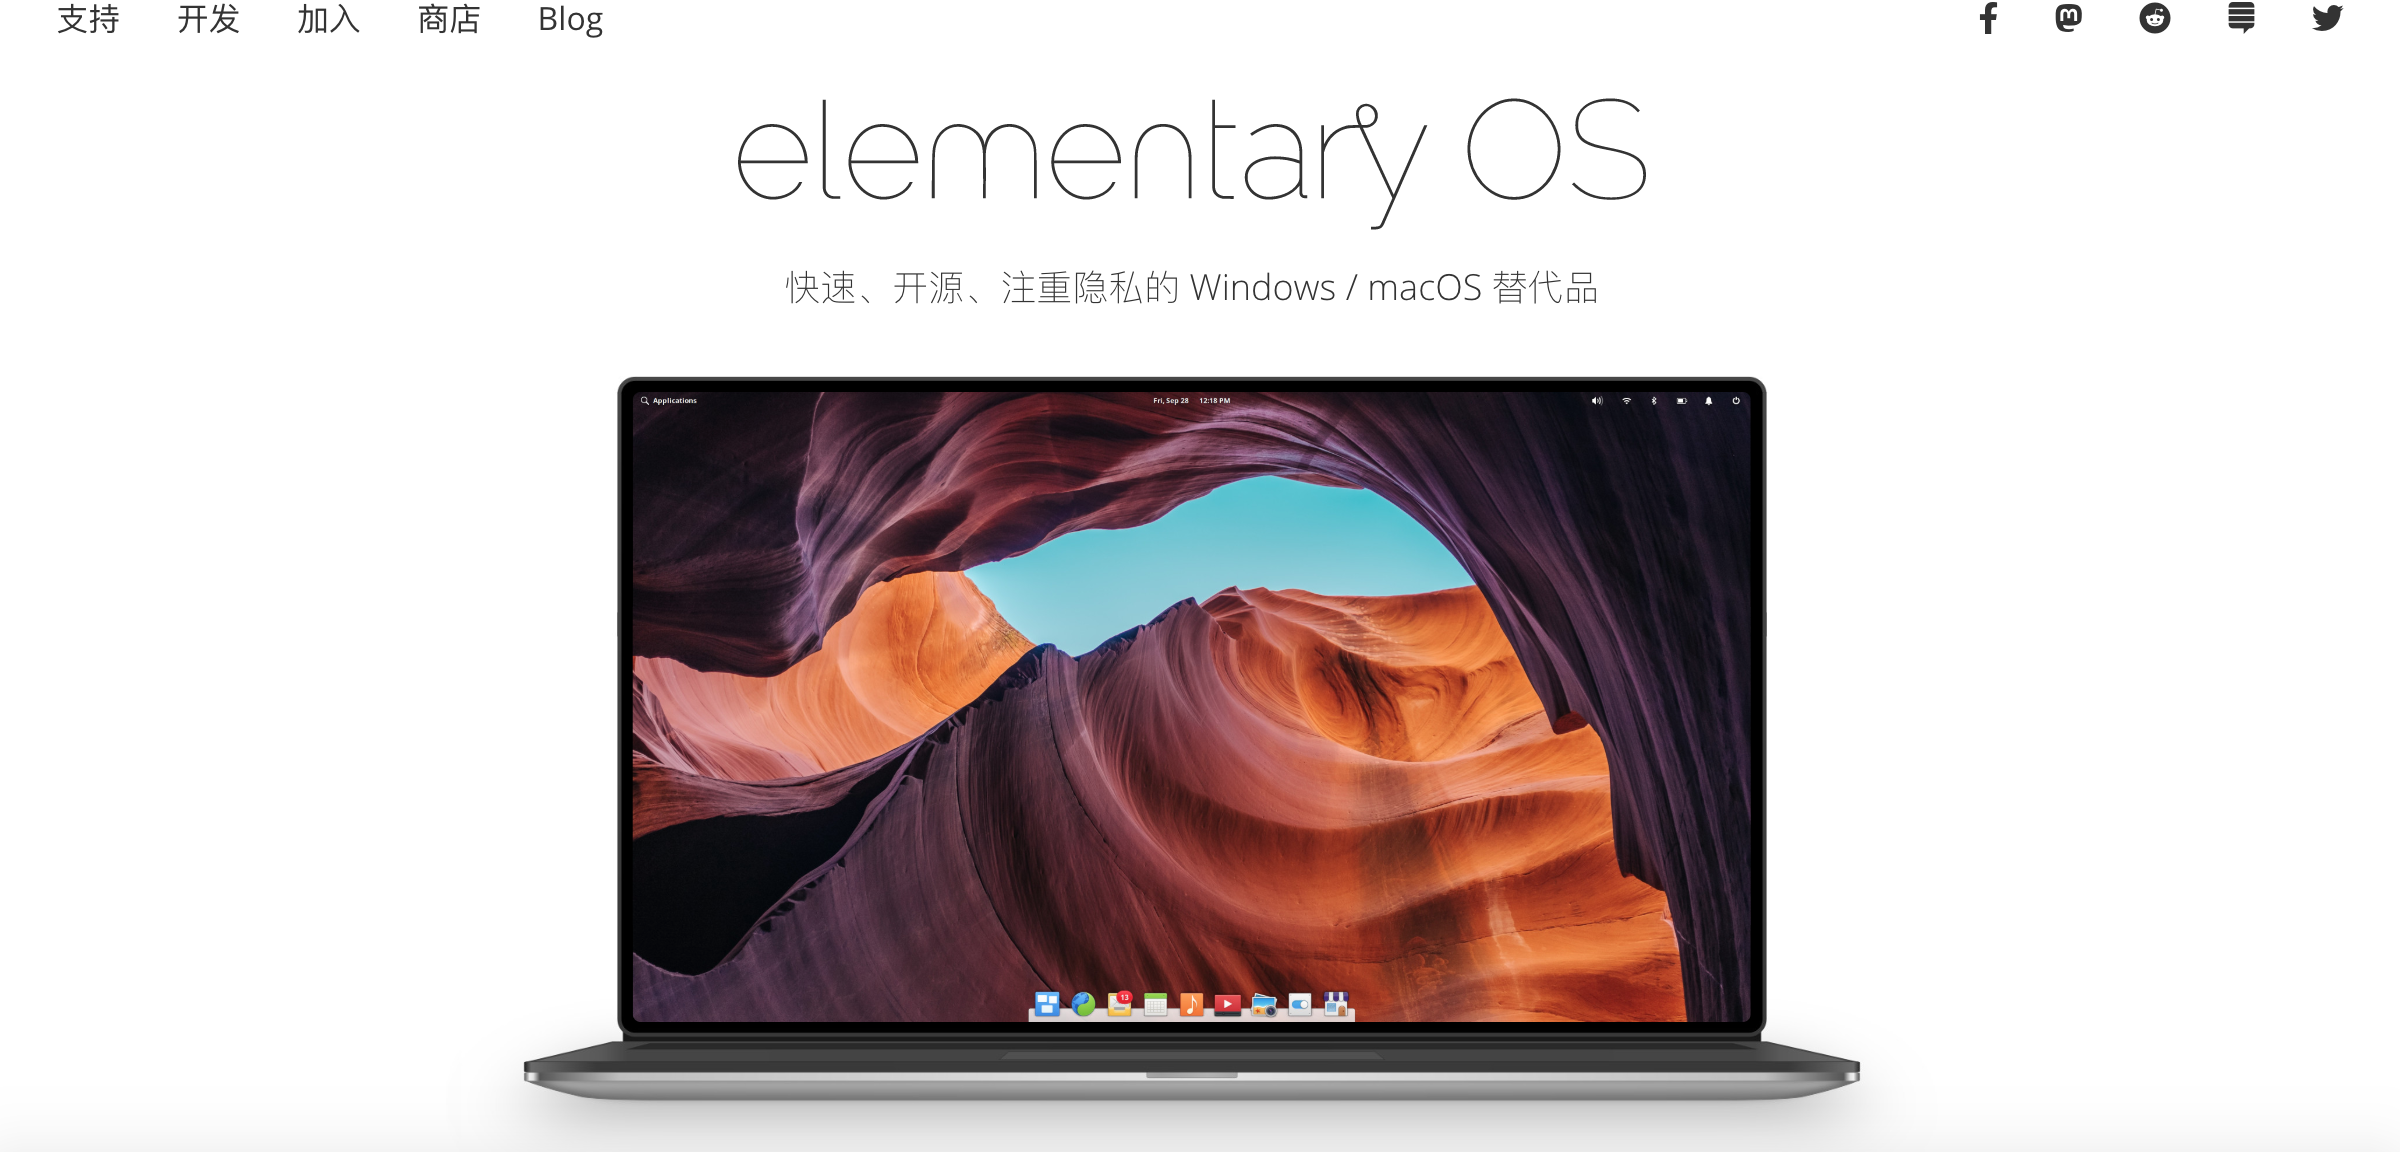 支持 开发 加入 商店 Blog
elementary OS
快速、开源、注重隐私的 Windows / macOS 替代品
Applications Fri, Sep 28 12:18 PM
13